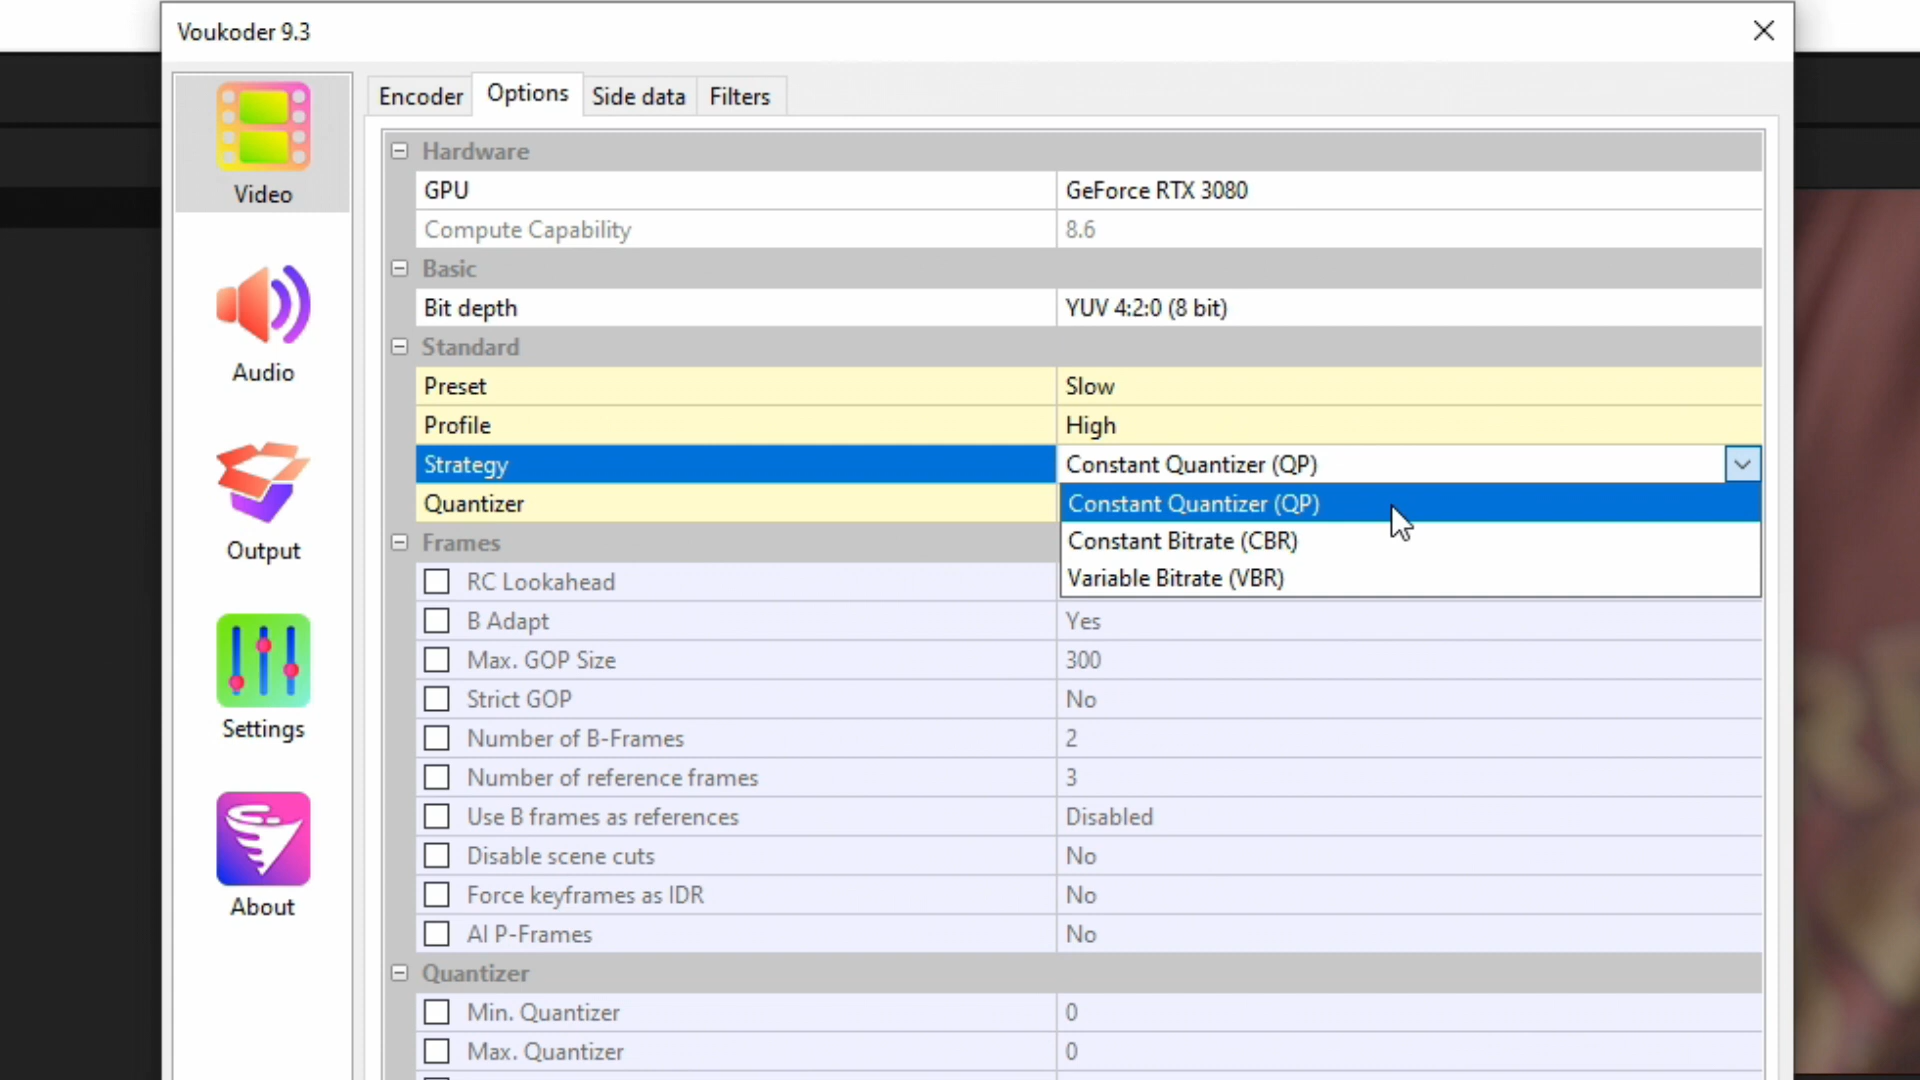 Voukoder 9.3
Encoder Options Side data Filters
Video
Audio
Output
Settings
About
Hardware
GPU GeForce RTX 3080
Compute Capability 8.6
Basic
Bit depth YUV 4:2:0 (8 bit)
Standard
Preset Slow
Profile High
Strategy Constant Quantizer (QP)
Quantizer Constant Quantizer (QP)
Constant Bitrate (CBR)
Variable Bitrate (VBR)
Frames
RC Lookahead
B Adapt Yes
Max. GOP Size 300
Strict GOP No
Number of B-Frames 2
Number of reference frames 3
Use B frames as references Disabled
Disable scene cuts No
Force keyframes as IDR No
AI P-Frames No
Quantizer
Min. Quantizer 0
Max. Quantizer 0